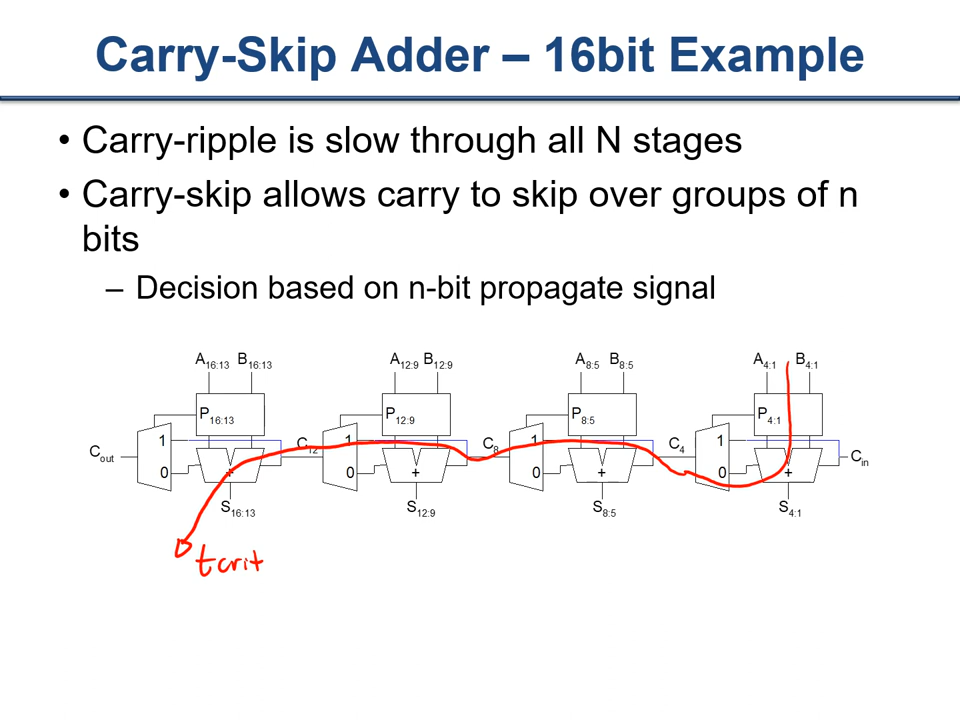 Carry-Skip Adder – 16bit Example
• Carry-ripple is slow through all N stages
• Carry-skip allows carry to skip over groups of n
bits
– Decision based on n-bit propagate signal
A16:13 B16:13 A12:9 B12:9 A8:5 B8:5 A4:1 B4:1
P16:13 P12:9 P8:5 P4:1
1 C12 1 C8 1 C4 1
Cout 0 + 0 + 0 + 0 + Cin
S16:13 S12:9 S8:5 S4:1
tcrit